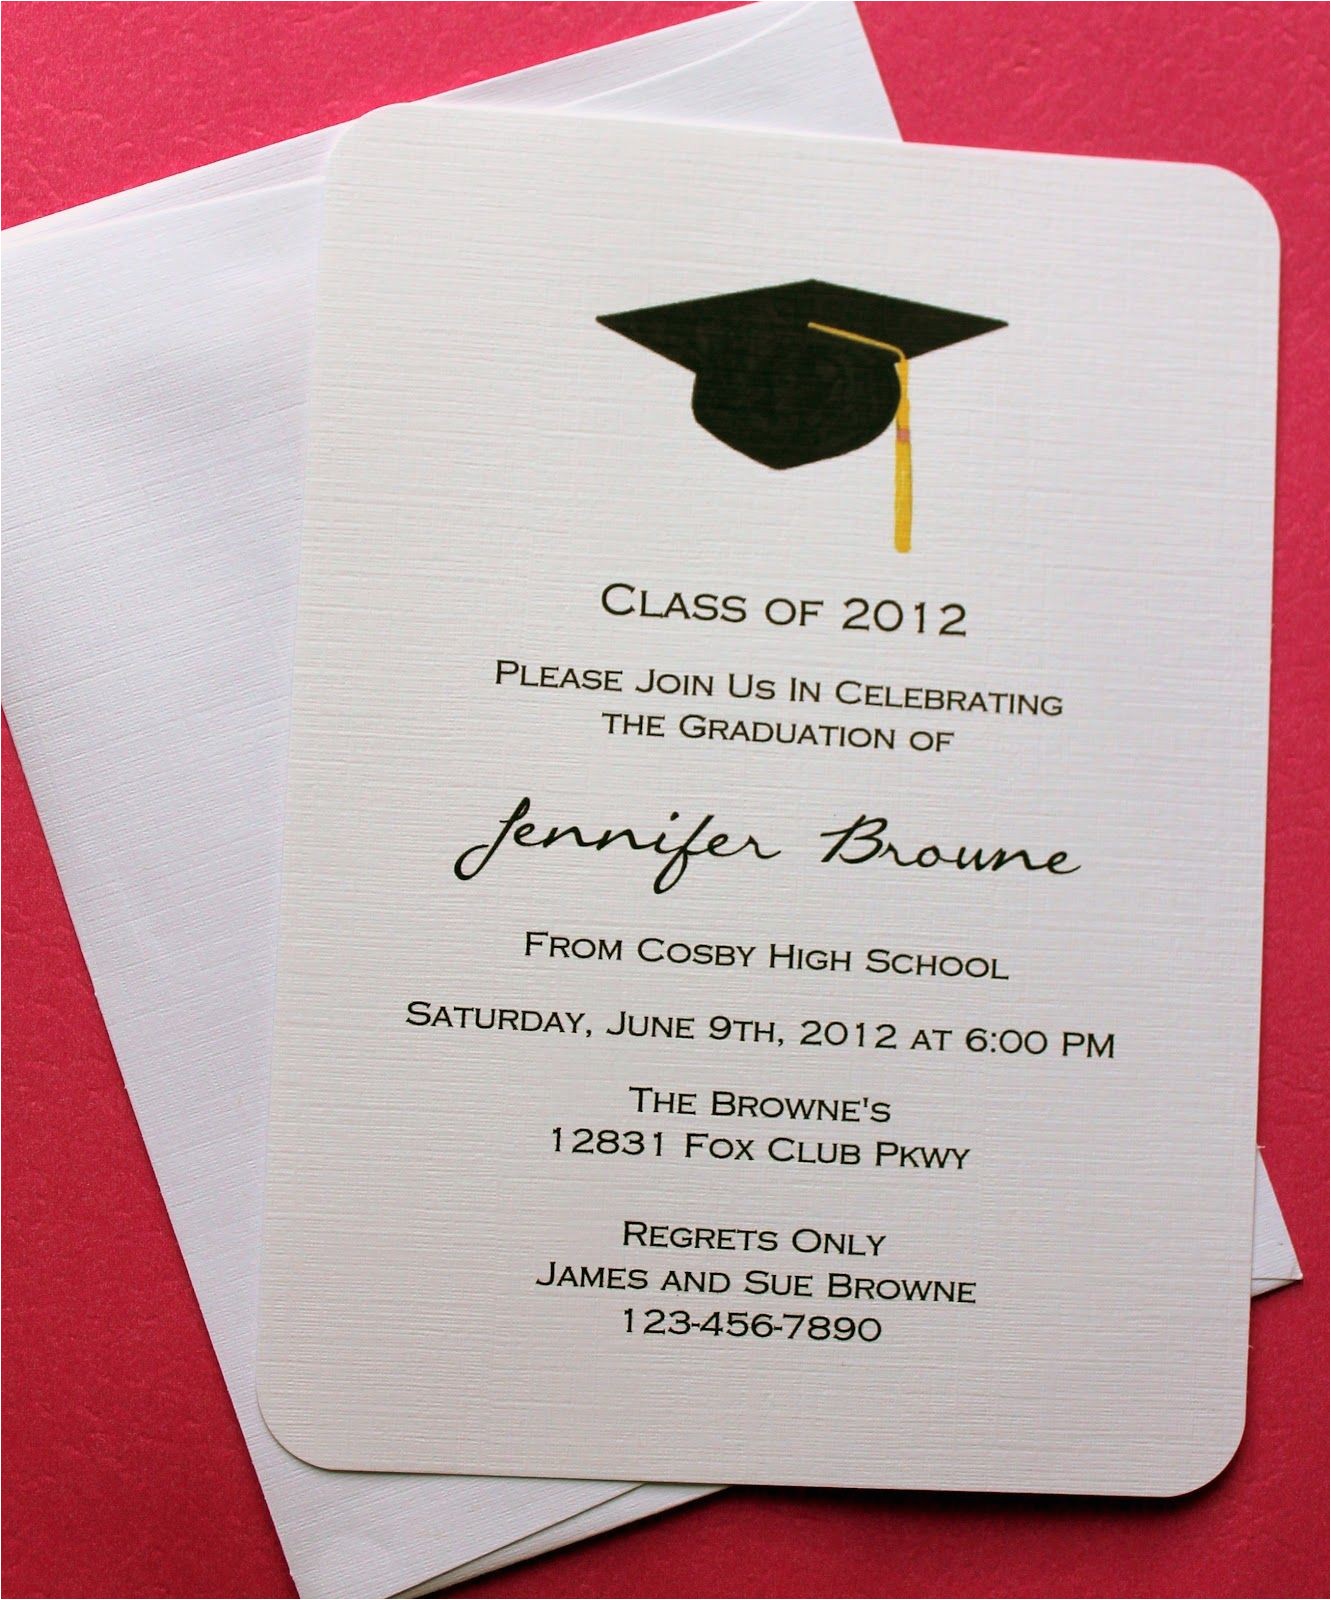 Class of 2012
Please Join Us In Celebrating
the Graduation of
Jennifer Browne
From Cosby High School
Saturday, June 9th, 2012 at 6:00 pm
The Browne's
12831 Fox Club Pkwy
Regrets Only
James and Sue Browne
123-456-7890